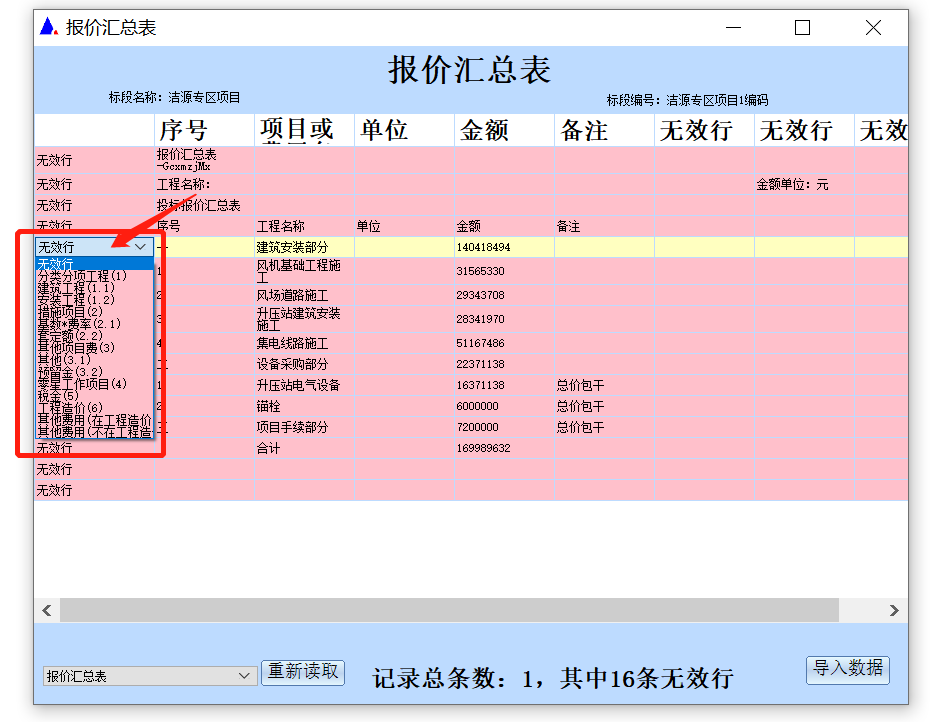 报价汇总表
报价汇总表
标段名称：洁源专区项目 标段编号：洁源专区项目1编码
序号 项目或 单位 金额 备注 无效行 无效行 无效
无效行 报价汇总表
-GcxmzjMx
无效行 工程名称： 金额单位：元
无效行 投标报价汇总表
无效行 序号 工程名称 单位 金额 备注
无效行 一 建筑安装部分 140418494
无效行
分类分项工程(1)
建筑工程(1.1)
安装工程(1.2)
措施项目(2)
基数*费率(2.1)
套定额(2.2)
其他项目费(3)
其他(3.1)
预留金(3.2)
零星工作项目(4)
税金(5)
工程造价(6)
其他费用(在工程造价
其他费用(不在工程造
1 风机基础工程施
工 31565330
2 风场道路施工 29343708
3 升压站建筑安装
施工 28341970
4 集电线路施工 51167486
二 设备采购部分 22371138
1 升压站电气设备 16371138 总价包干
2 锚栓 6000000 总价包干
三 项目手续部分 7200000 总价包干
无效行 合计 169989632
无效行
无效行
报价汇总表 重新读取 记录总条数：1，其中16条无效行 导入数据